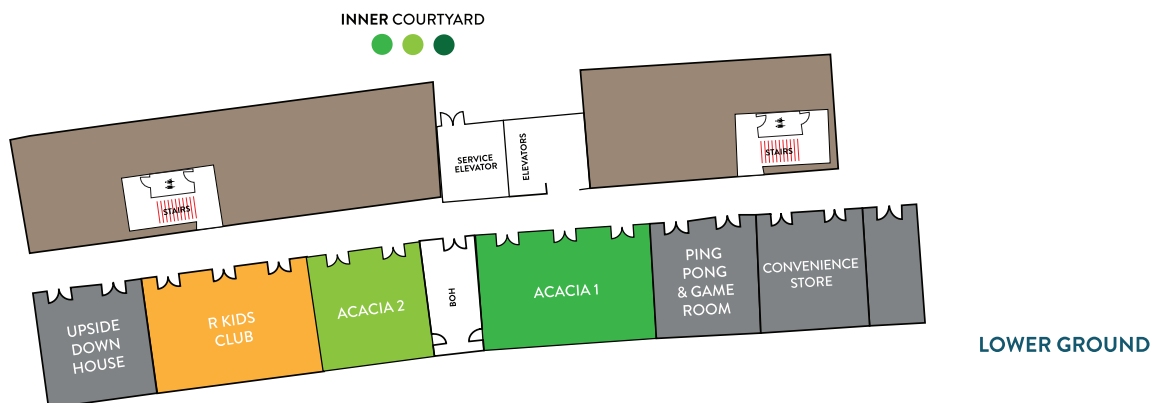 INNER COURTYARD
SERVICE
ELEVATOR
ELEVATORS
STAIRS
STAIRS
UPSIDE
DOWN
HOUSE
R KIDS
CLUB
ACACIA 2
BOH
ACACIA 1
PING
PONG
& GAME
ROOM
CONVENIENCE
STORE
LOWER GROUND